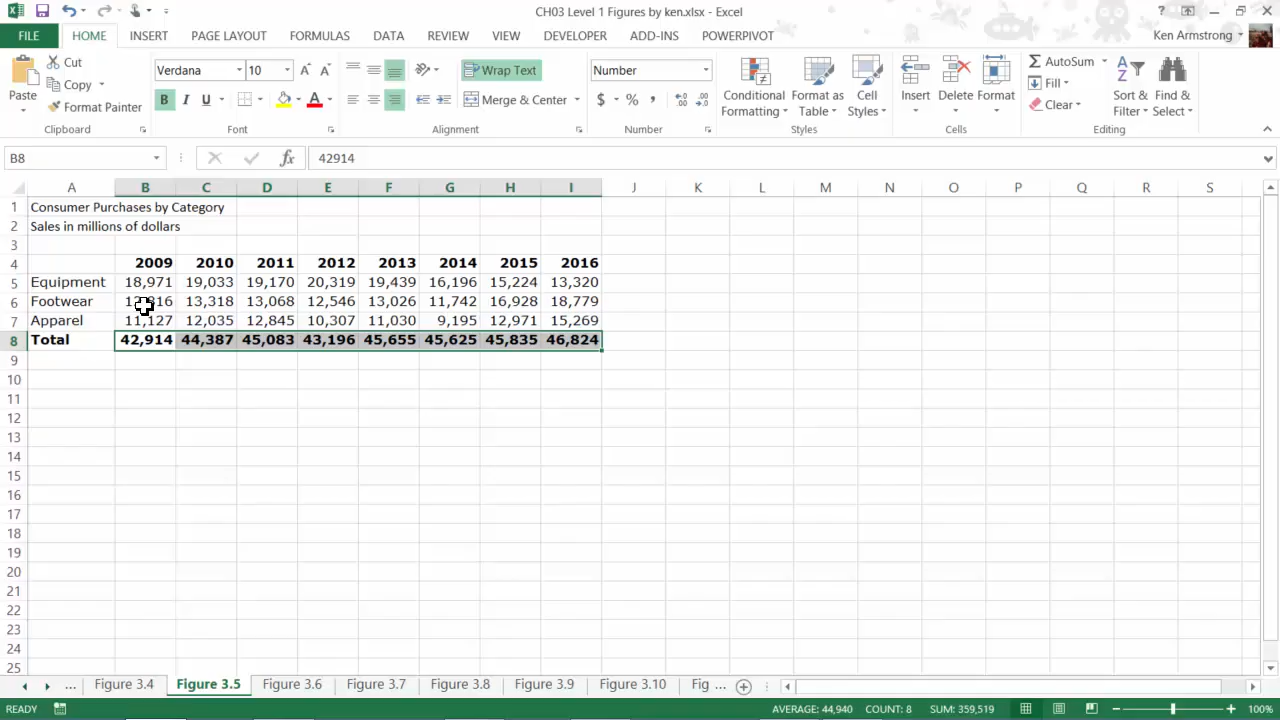 CH03 Level 1 Figures by ken.xlsx - Excel
FILE HOME INSERT PAGE LAYOUT FORMULAS DATA REVIEW VIEW DEVELOPER ADD-INS POWERPIVOT Ken Armstrong
Paste Cut Copy Format Painter Clipboard
Verdana 10 B I U Font
Wrap Text Merge & Center Alignment
Number $ % , Number
Conditional Formatting Format as Table Cell Styles Styles
Insert Delete Format Cells
AutoSum Fill Clear Sort & Filter Find & Select Editing
B8 fx 42914
A B C D E F G H I J K L M N O P Q R S
1 Consumer Purchases by Category
2 Sales in millions of dollars
3
4 2009 2010 2011 2012 2013 2014 2015 2016
5 Equipment 18,971 19,033 19,170 20,319 19,439 16,196 15,224 13,320
6 Footwear 13,318 13,068 12,546 13,026 11,742 16,928 18,779
7 Apparel 11,127 12,035 12,845 10,307 11,030 9,195 12,971 15,269
8 Total 42,914 44,387 45,083 43,196 45,655 45,625 45,835 46,824
9
10
11
12
13
14
15
16
17
18
19
20
21
22
23
24
25
... Figure 3.4 Figure 3.5 Figure 3.6 Figure 3.7 Figure 3.8 Figure 3.9 Figure 3.10 Fig ...
READY AVERAGE: 44,940 COUNT: 8 SUM: 359,519 100%